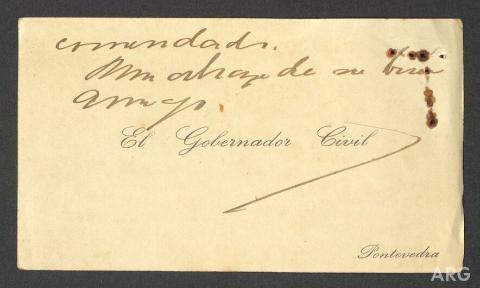 comendado.
Un abrazo de su buen
amigo.
El Gobernador Civil
Pontevedra
ARG